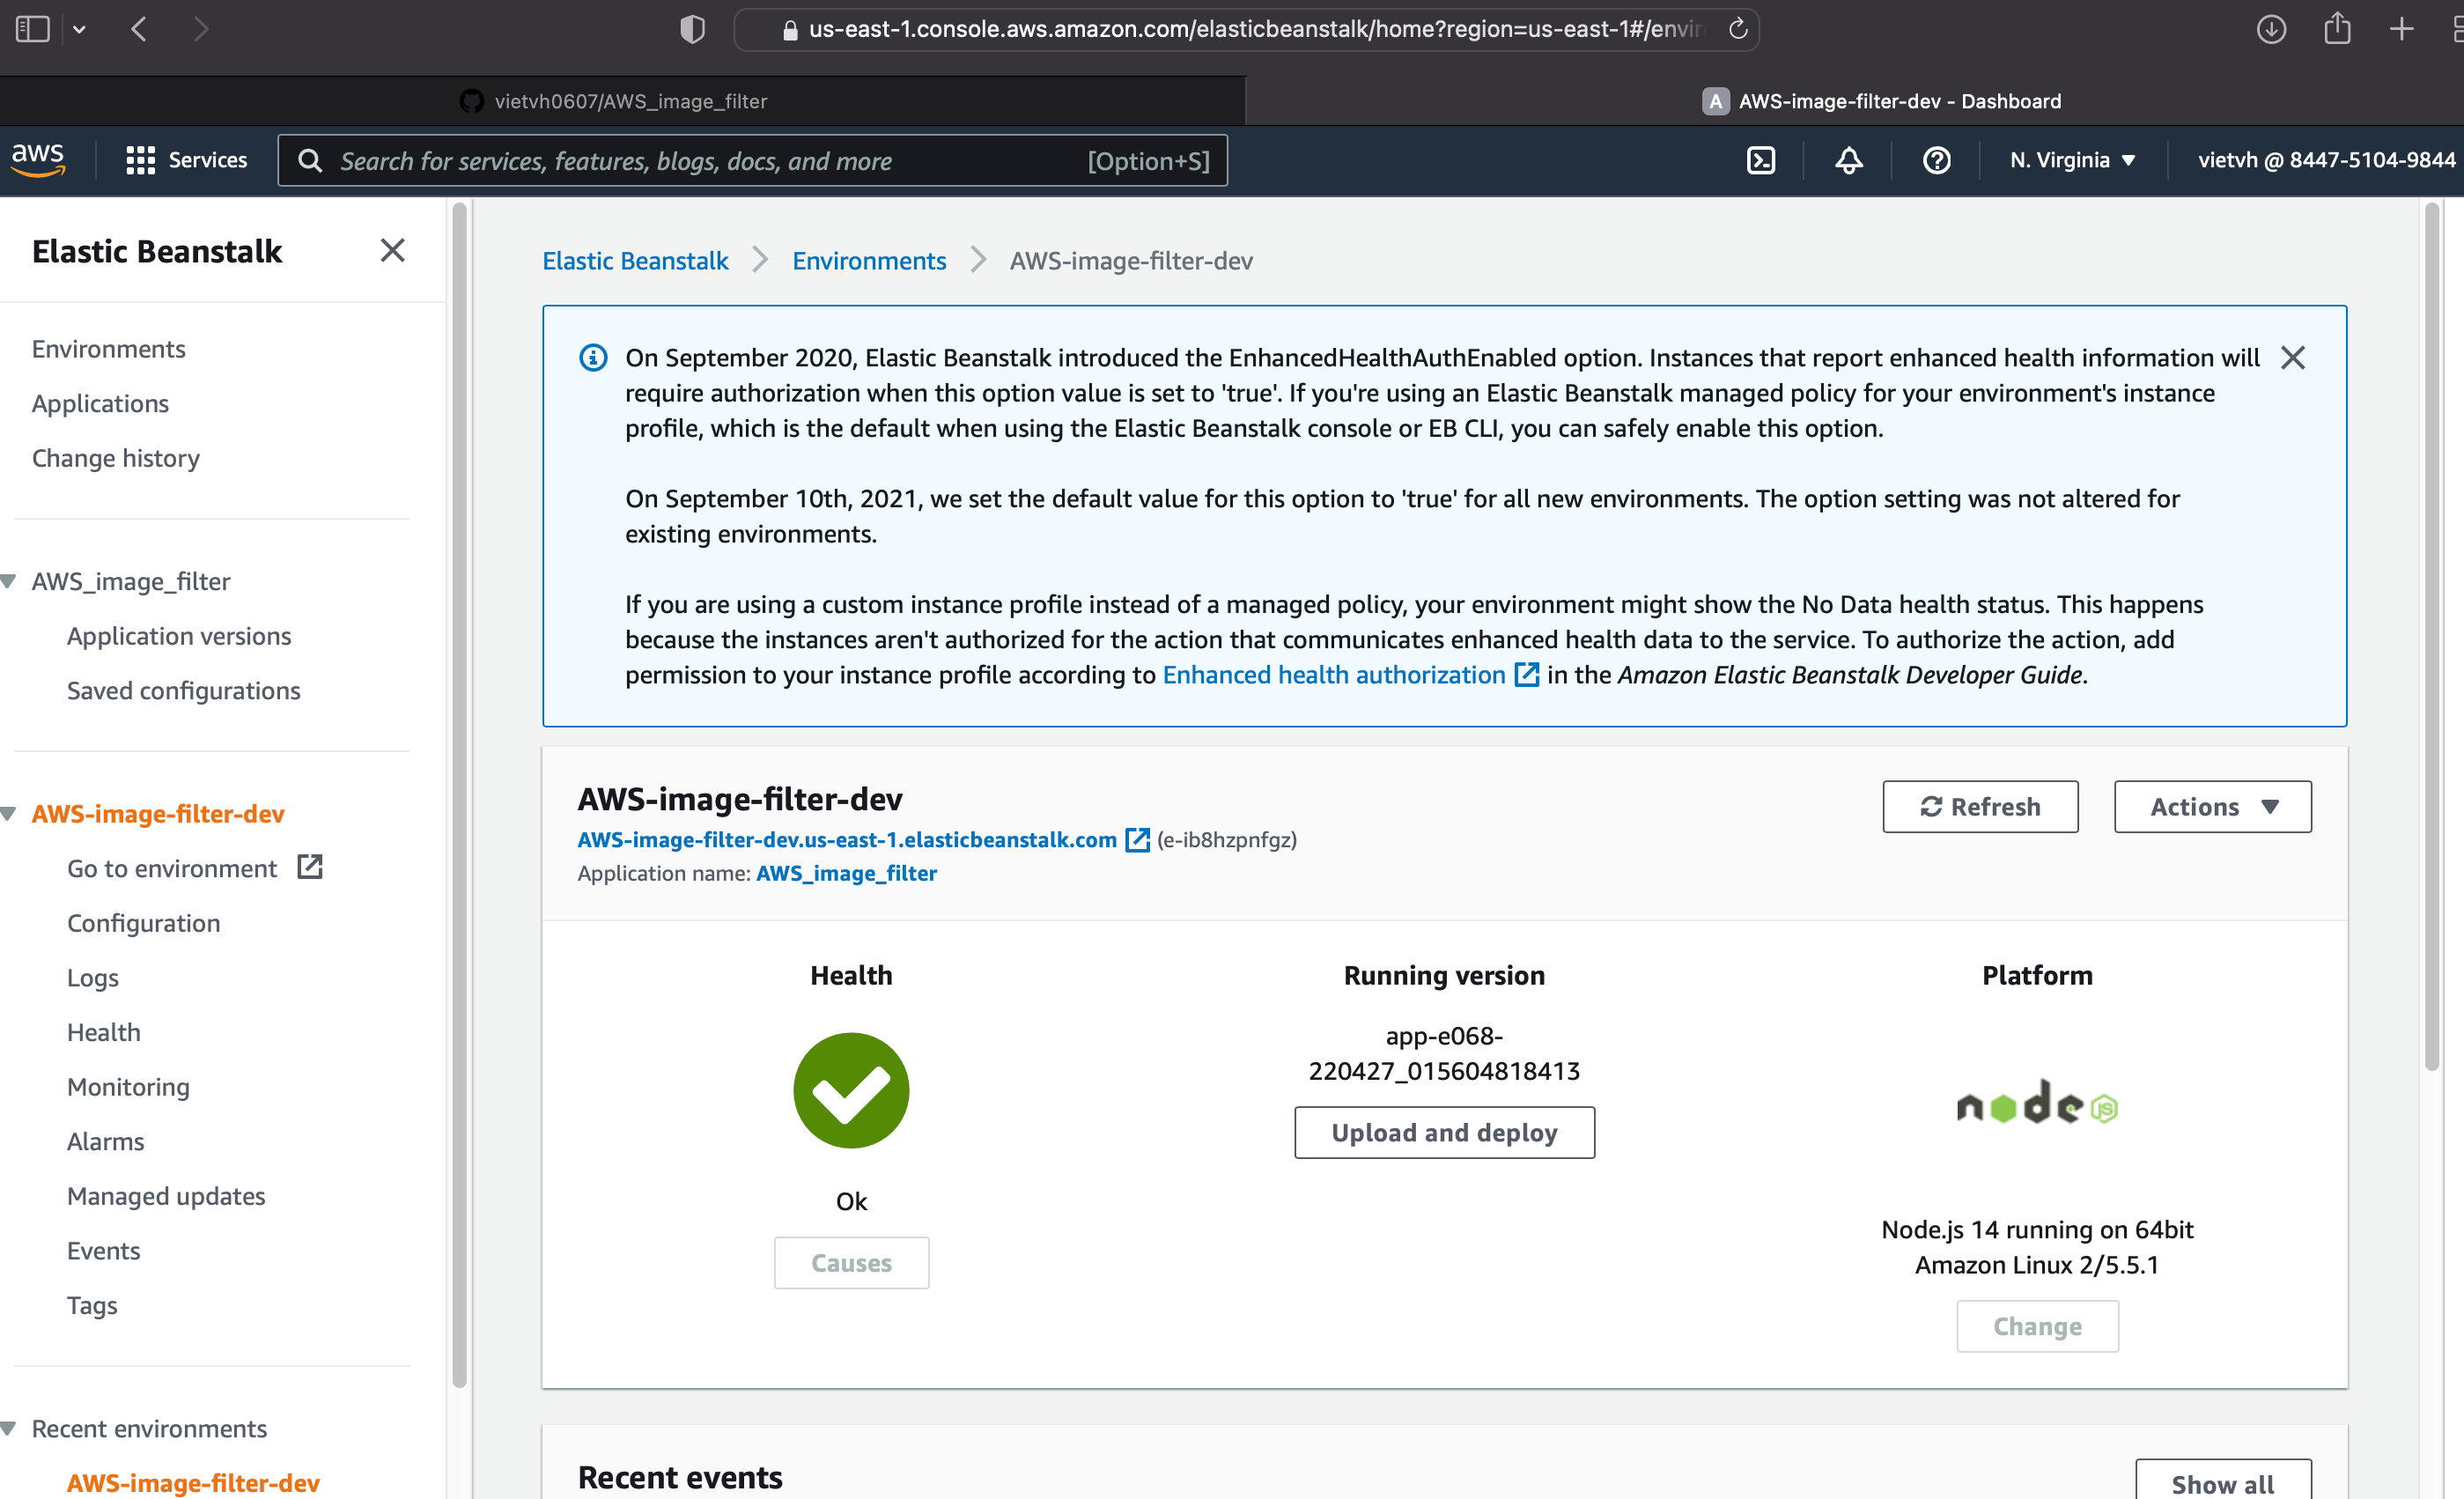 us-east-1.console.aws.amazon.com/elasticbeanstalk/home?region=us-east-1#/envir
vietvh0607/AWS_image_filter
A AWS-image-filter-dev - Dashboard
aws
Services
Search for services, features, blogs, docs, and more [Option+S]
N. Virginia
vietvh @ 8447-5104-9844
Elastic Beanstalk
Environments
Applications
Change history
AWS_image_filter
Application versions
Saved configurations
AWS-image-filter-dev
Go to environment
Configuration
Logs
Health
Monitoring
Alarms
Managed updates
Events
Tags
Recent environments
AWS-image-filter-dev
Elastic Beanstalk
Environments
AWS-image-filter-dev
On September 2020, Elastic Beanstalk introduced the EnhancedHealthAuthEnabled option. Instances that report enhanced health information will
require authorization when this option value is set to 'true'. If you're using an Elastic Beanstalk managed policy for your environment's instance
profile, which is the default when using the Elastic Beanstalk console or EB CLI, you can safely enable this option.
On September 10th, 2021, we set the default value for this option to 'true' for all new environments. The option setting was not altered for
existing environments.
If you are using a custom instance profile instead of a managed policy, your environment might show the No Data health status. This happens
because the instances aren't authorized for the action that communicates enhanced health data to the service. To authorize the action, add
permission to your instance profile according to Enhanced health authorization in the Amazon Elastic Beanstalk Developer Guide.
AWS-image-filter-dev
AWS-image-filter-dev.us-east-1.elasticbeanstalk.com (e-ib8hzpnfgz)
Application name: AWS_image_filter
Refresh
Actions
Health
Ok
Causes
Running version
app-e068-
220427_015604818413
Upload and deploy
Platform
node JS
Node.js 14 running on 64bit
Amazon Linux 2/5.5.1
Change
Recent events
Show all